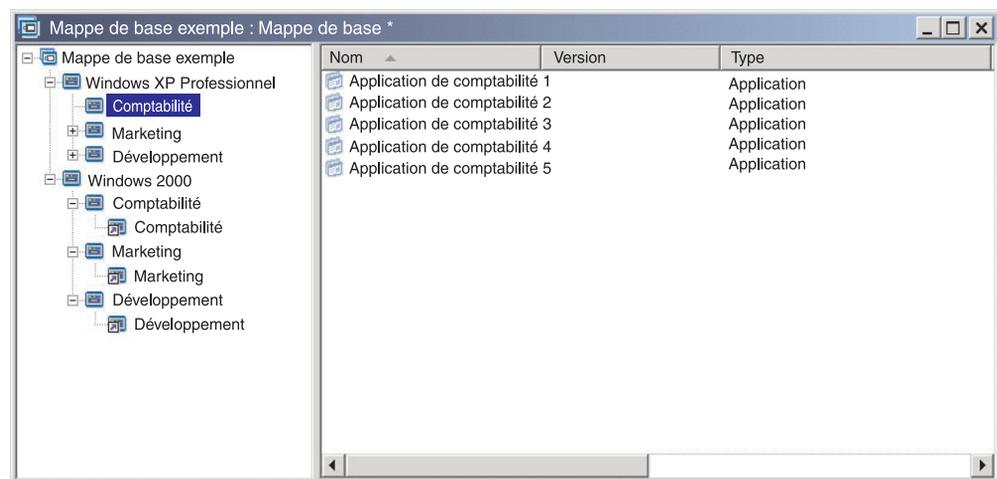 Mappe de base exemple : Mappe de base *
Mappe de base exemple
Windows XP Professionnel
Comptabilité
Marketing
Développement
Windows 2000
Comptabilité
Comptabilité
Marketing
Marketing
Développement
Développement
Nom Version Type
Application de comptabilité 1 Application
Application de comptabilité 2 Application
Application de comptabilité 3 Application
Application de comptabilité 4 Application
Application de comptabilité 5 Application